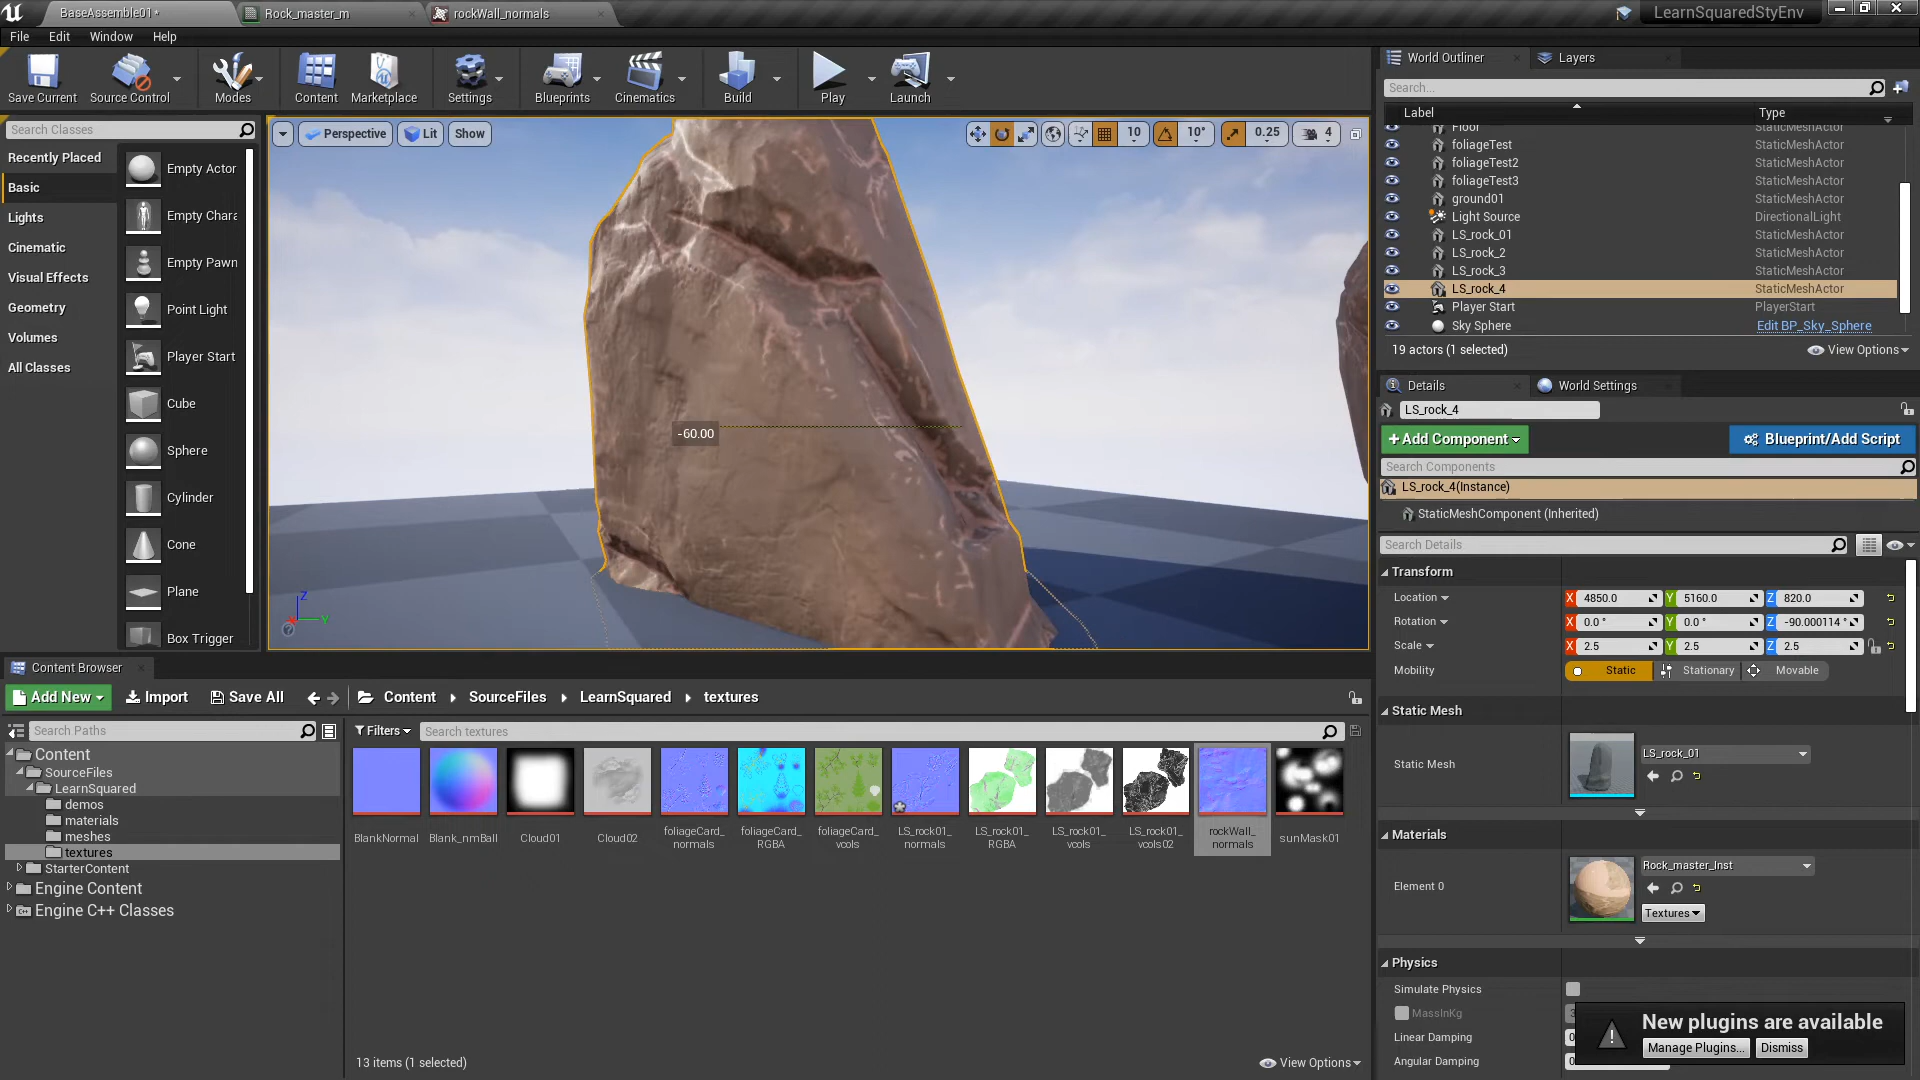 BaseAssemble01*
Rock_master_m
rockWall_normals
LearnSquaredStyEnv
File
Edit
Window
Help
Save Current
Source Control
Modes
Content
Marketplace
Settings
Blueprints
Cinematics
Build
Play
Launch
Search Classes
Recently Placed
Basic
Lights
Cinematic
Visual Effects
Geometry
Volumes
All Classes
Empty Actor
Empty Chara
Empty Pawn
Point Light
Player Start
Cube
Sphere
Cylinder
Cone
Plane
Box Trigger
Perspective
Lit
Show
10
10°
0.25
4
-60.00
Z
Y
World Outliner
Layers
Search...
Label
Type
Floor StaticMeshActor
foliageTest StaticMeshActor
foliageTest2 StaticMeshActor
foliageTest3 StaticMeshActor
ground01 StaticMeshActor
Light Source DirectionalLight
LS_rock_01 StaticMeshActor
LS_rock_2 StaticMeshActor
LS_rock_3 StaticMeshActor
LS_rock_4 StaticMeshActor
Player Start PlayerStart
Sky Sphere Edit BP_Sky_Sphere
19 actors (1 selected)
View Options
Details
World Settings
LS_rock_4
+Add Component
Blueprint/Add Script
Search Components
LS_rock_4(Instance)
StaticMeshComponent (Inherited)
Search Details
Transform
Location X 4850.0 Y 5160.0 Z 820.0
Rotation X 0.0° Y 0.0° Z -90.000114°
Scale X 2.5 Y 2.5 Z 2.5
Mobility Static Stationary Movable
Static Mesh
Static Mesh
LS_rock_01
Materials
Element 0
Rock_master_Inst
Textures
Physics
Simulate Physics
MassInKg
Linear Damping
Angular Damping
New plugins are available
Manage Plugins...
Dismiss
Content Browser
Add New
Import
Save All
Content
SourceFiles
LearnSquared
textures
Search Paths
Filters
Search textures
Content
SourceFiles
LearnSquared
demos
materials
meshes
textures
StarterContent
Engine Content
Engine C++ Classes
BlankNormal
Blank_nmBall
Cloud01
Cloud02
foliageCard_
normals
foliageCard_
RGBA
foliageCard_
vcols
LS_rock01_
normals
LS_rock01_
RGBA
LS_rock01_
vcols
LS_rock01_
vcols02
rockWall_
normals
sunMask01
13 items (1 selected)
View Options